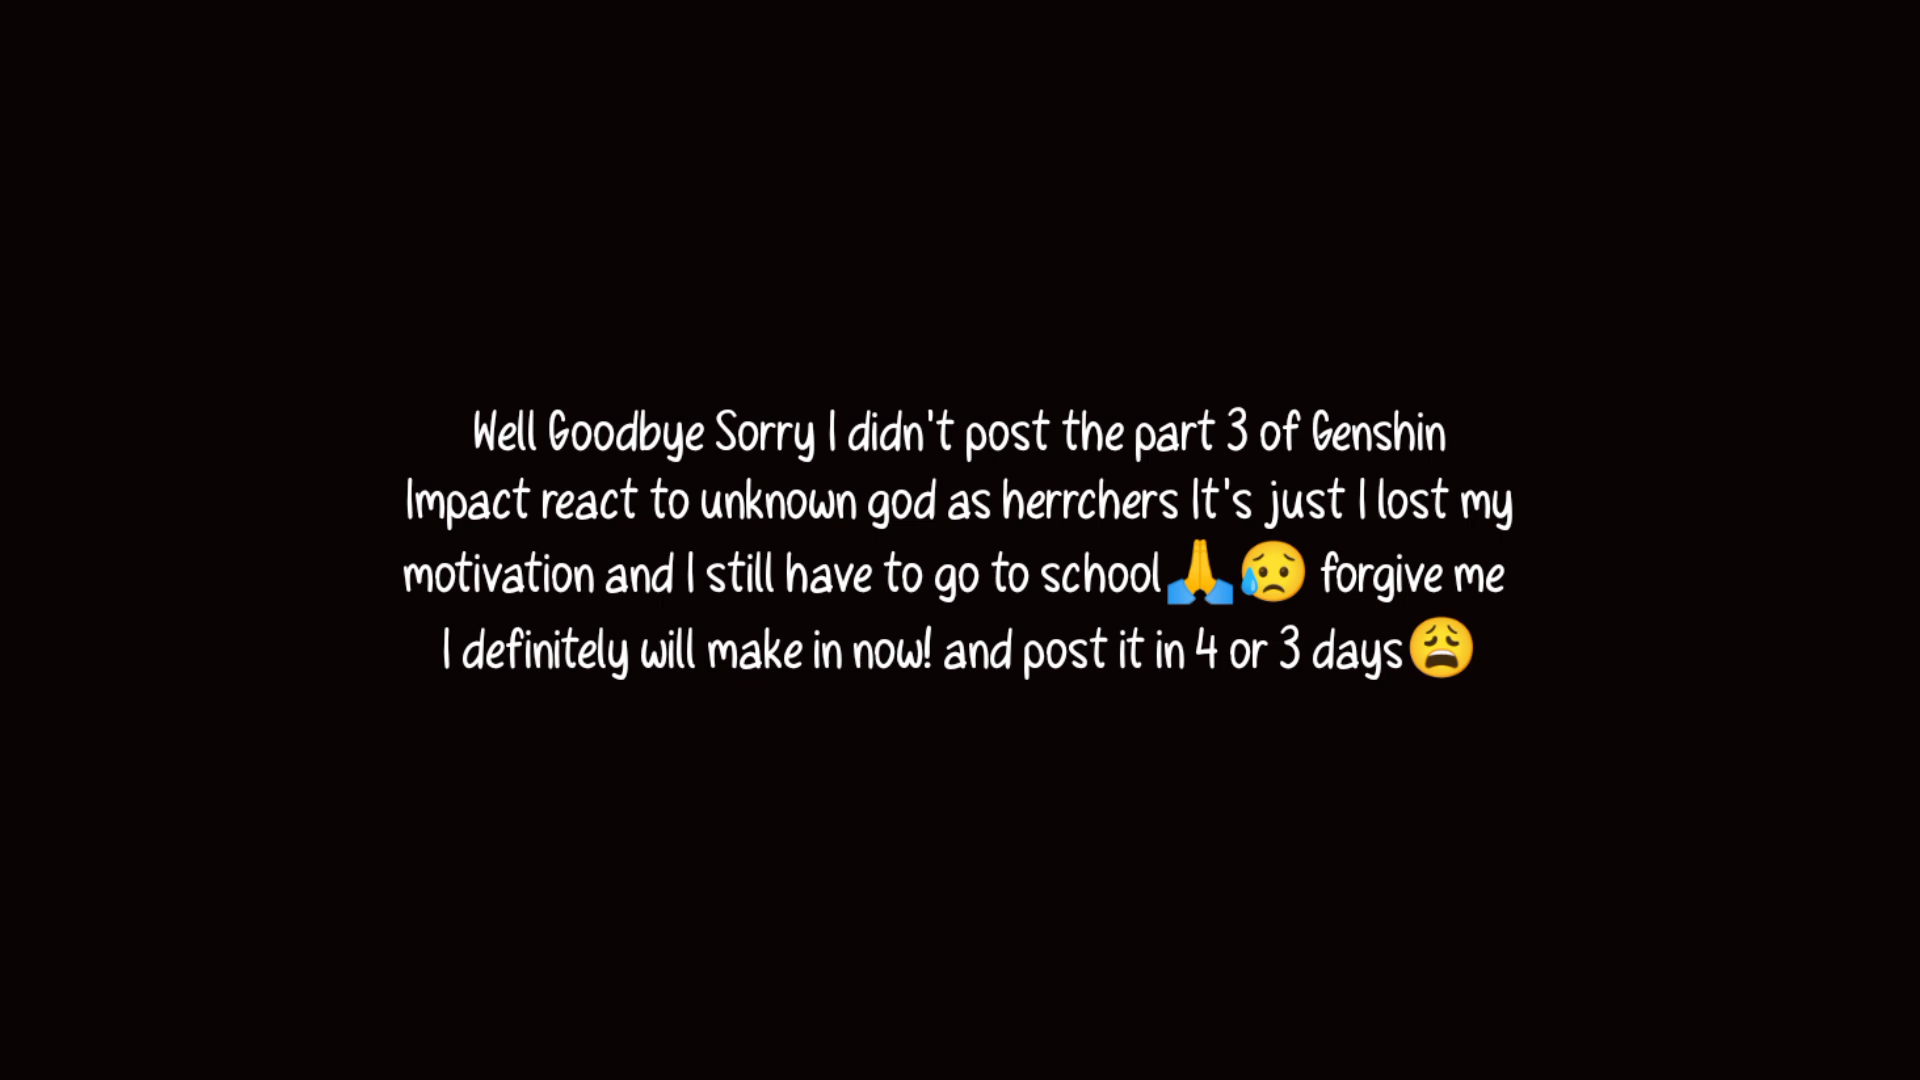 Well Goodbye Sorry I didn't post the part 3 of Genshin
Impact react to unknown god as herrchers It's just I lost my
motivation and I still have to go to school🙏😥 forgive me
I definitely will make in now! and post it in 4 or 3 days😩